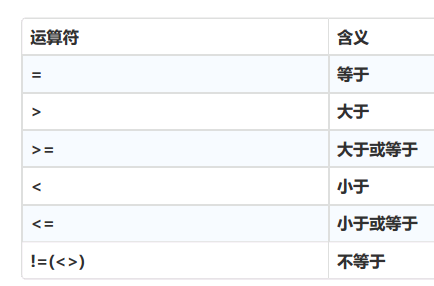 运算符 含义
= 等于
> 大于
>= 大于或等于
< 小于
<= 小于或等于
!=(<>) 不等于